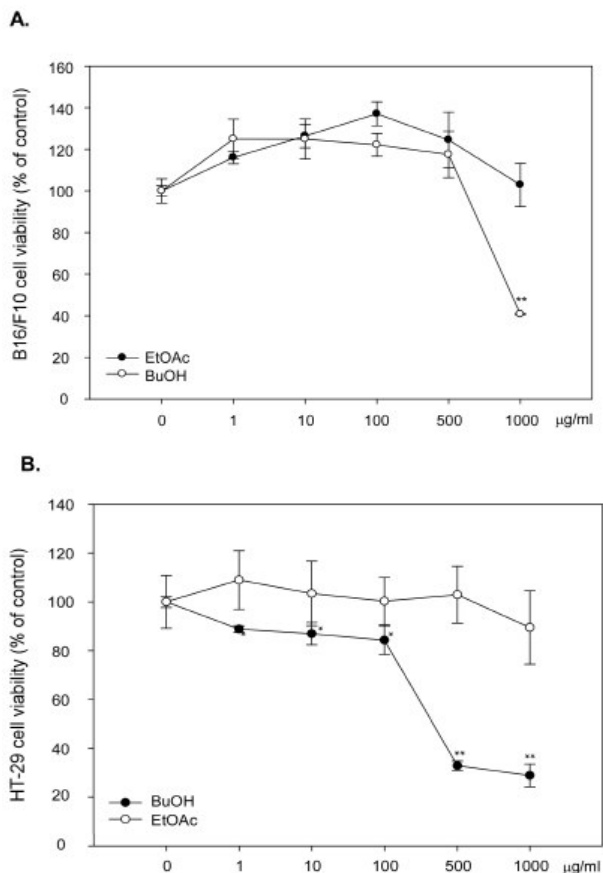 A.
B16/F10 cell viability (% of control)
160
140
120
100
80
60
40
20
0
**
EtOAc
BuOH
0 1 10 100 500 1000 µg/ml
B.
HT-29 cell viability (% of control)
140
120
100
80
60
40
20
0
* * *
** **
BuOH
EtOAc
0 1 10 100 500 1000 µg/ml